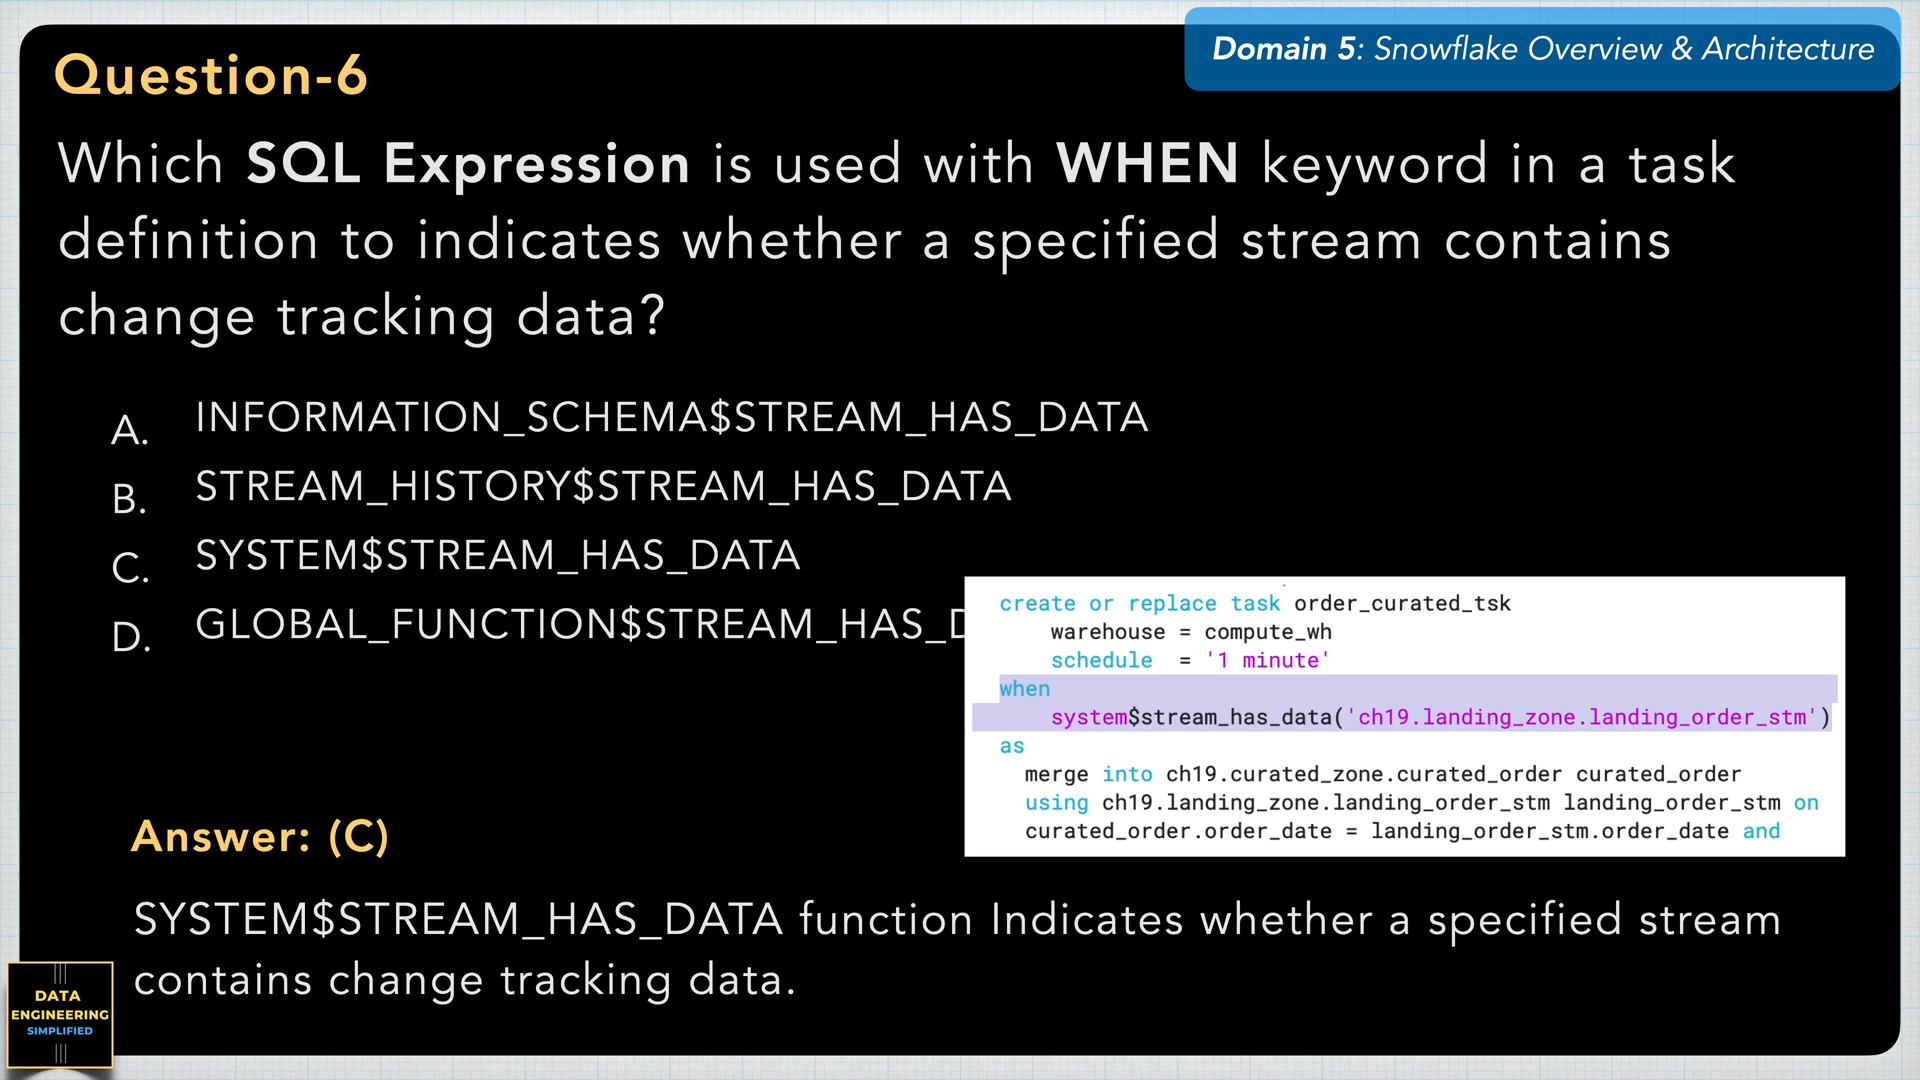 Domain 5: Snowflake Overview & Architecture
Question-6
Which SQL Expression is used with WHEN keyword in a task
definition to indicates whether a specified stream contains
change tracking data?
A. INFORMATION_SCHEMA$STREAM_HAS_DATA
B. STREAM_HISTORY$STREAM_HAS_DATA
C. SYSTEM$STREAM_HAS_DATA
D. GLOBAL_FUNCTION$STREAM_HAS_D
create or replace task order_curated_tsk
warehouse = compute_wh
schedule = '1 minute'
when
system$stream_has_data('ch19.landing_zone.landing_order_stm')
as
merge into ch19.curated_zone.curated_order curated_order
using ch19.landing_zone.landing_order_stm landing_order_stm on
curated_order.order_date = landing_order_stm.order_date and
Answer: (C)
SYSTEM$STREAM_HAS_DATA function Indicates whether a specified stream
contains change tracking data.
DATA
ENGINEERING
SIMPLIFIED